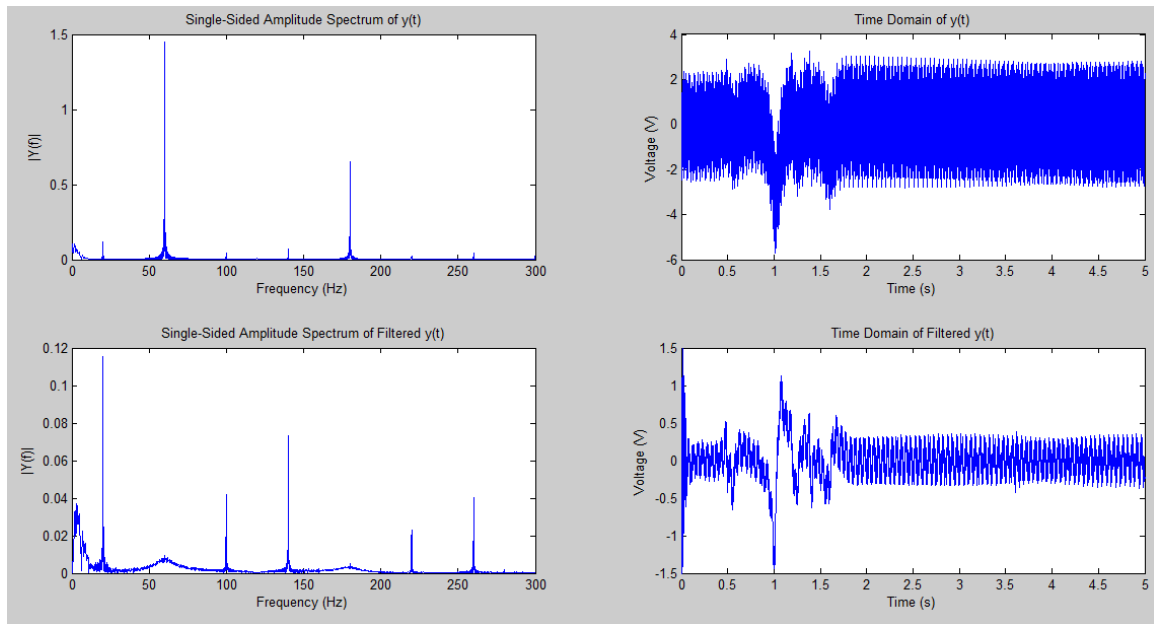 Single-Sided Amplitude Spectrum of y(t)
|Y(f)|
1.5
1
0.5
0
0 50 100 150 200 250 300
Frequency (Hz)
Time Domain of y(t)
Voltage (V)
4
2
0
-2
-4
-6
0 0.5 1 1.5 2 2.5 3 3.5 4 4.5 5
Time (s)
Single-Sided Amplitude Spectrum of Filtered y(t)
|Y(f)|
0.12
0.1
0.08
0.06
0.04
0.02
0
0 50 100 150 200 250 300
Frequency (Hz)
Time Domain of Filtered y(t)
Voltage (V)
1.5
1
0.5
0
-0.5
-1
-1.5
0 0.5 1 1.5 2 2.5 3 3.5 4 4.5 5
Time (s)